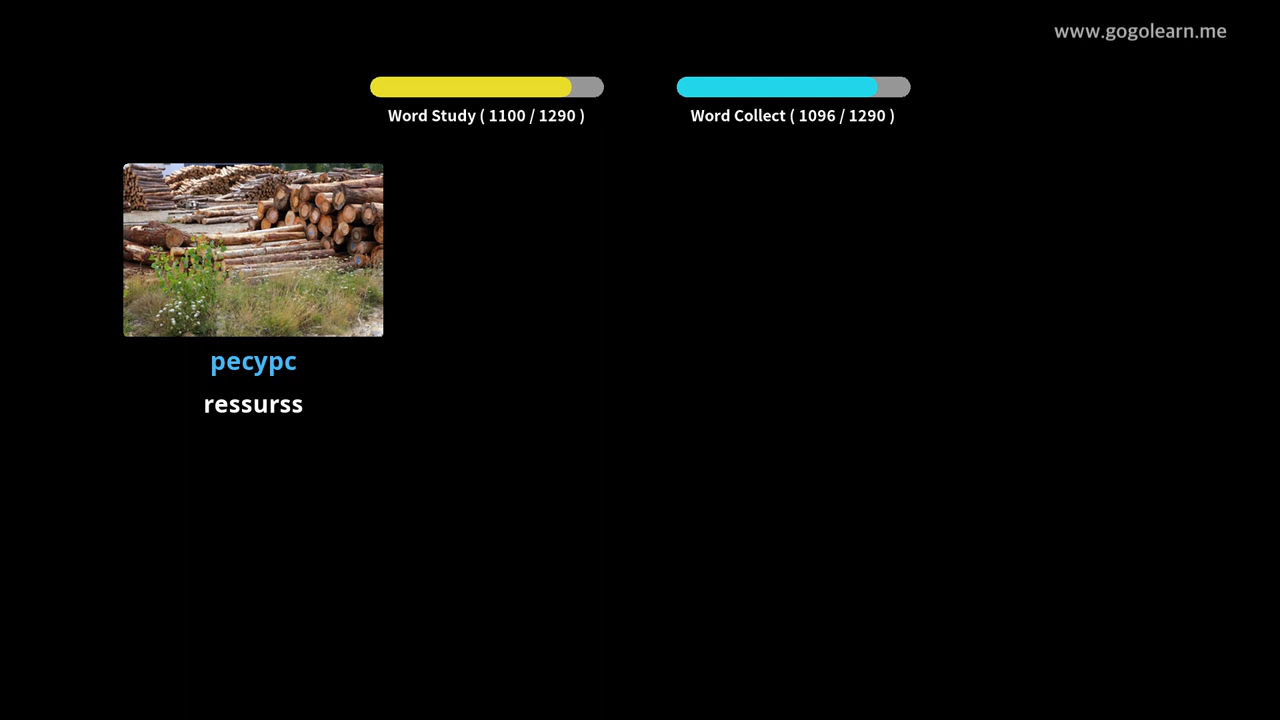 www.gogolearn.me
Word Study ( 1100 / 1290 )
Word Collect ( 1096 / 1290 )
ресурс
ressurss